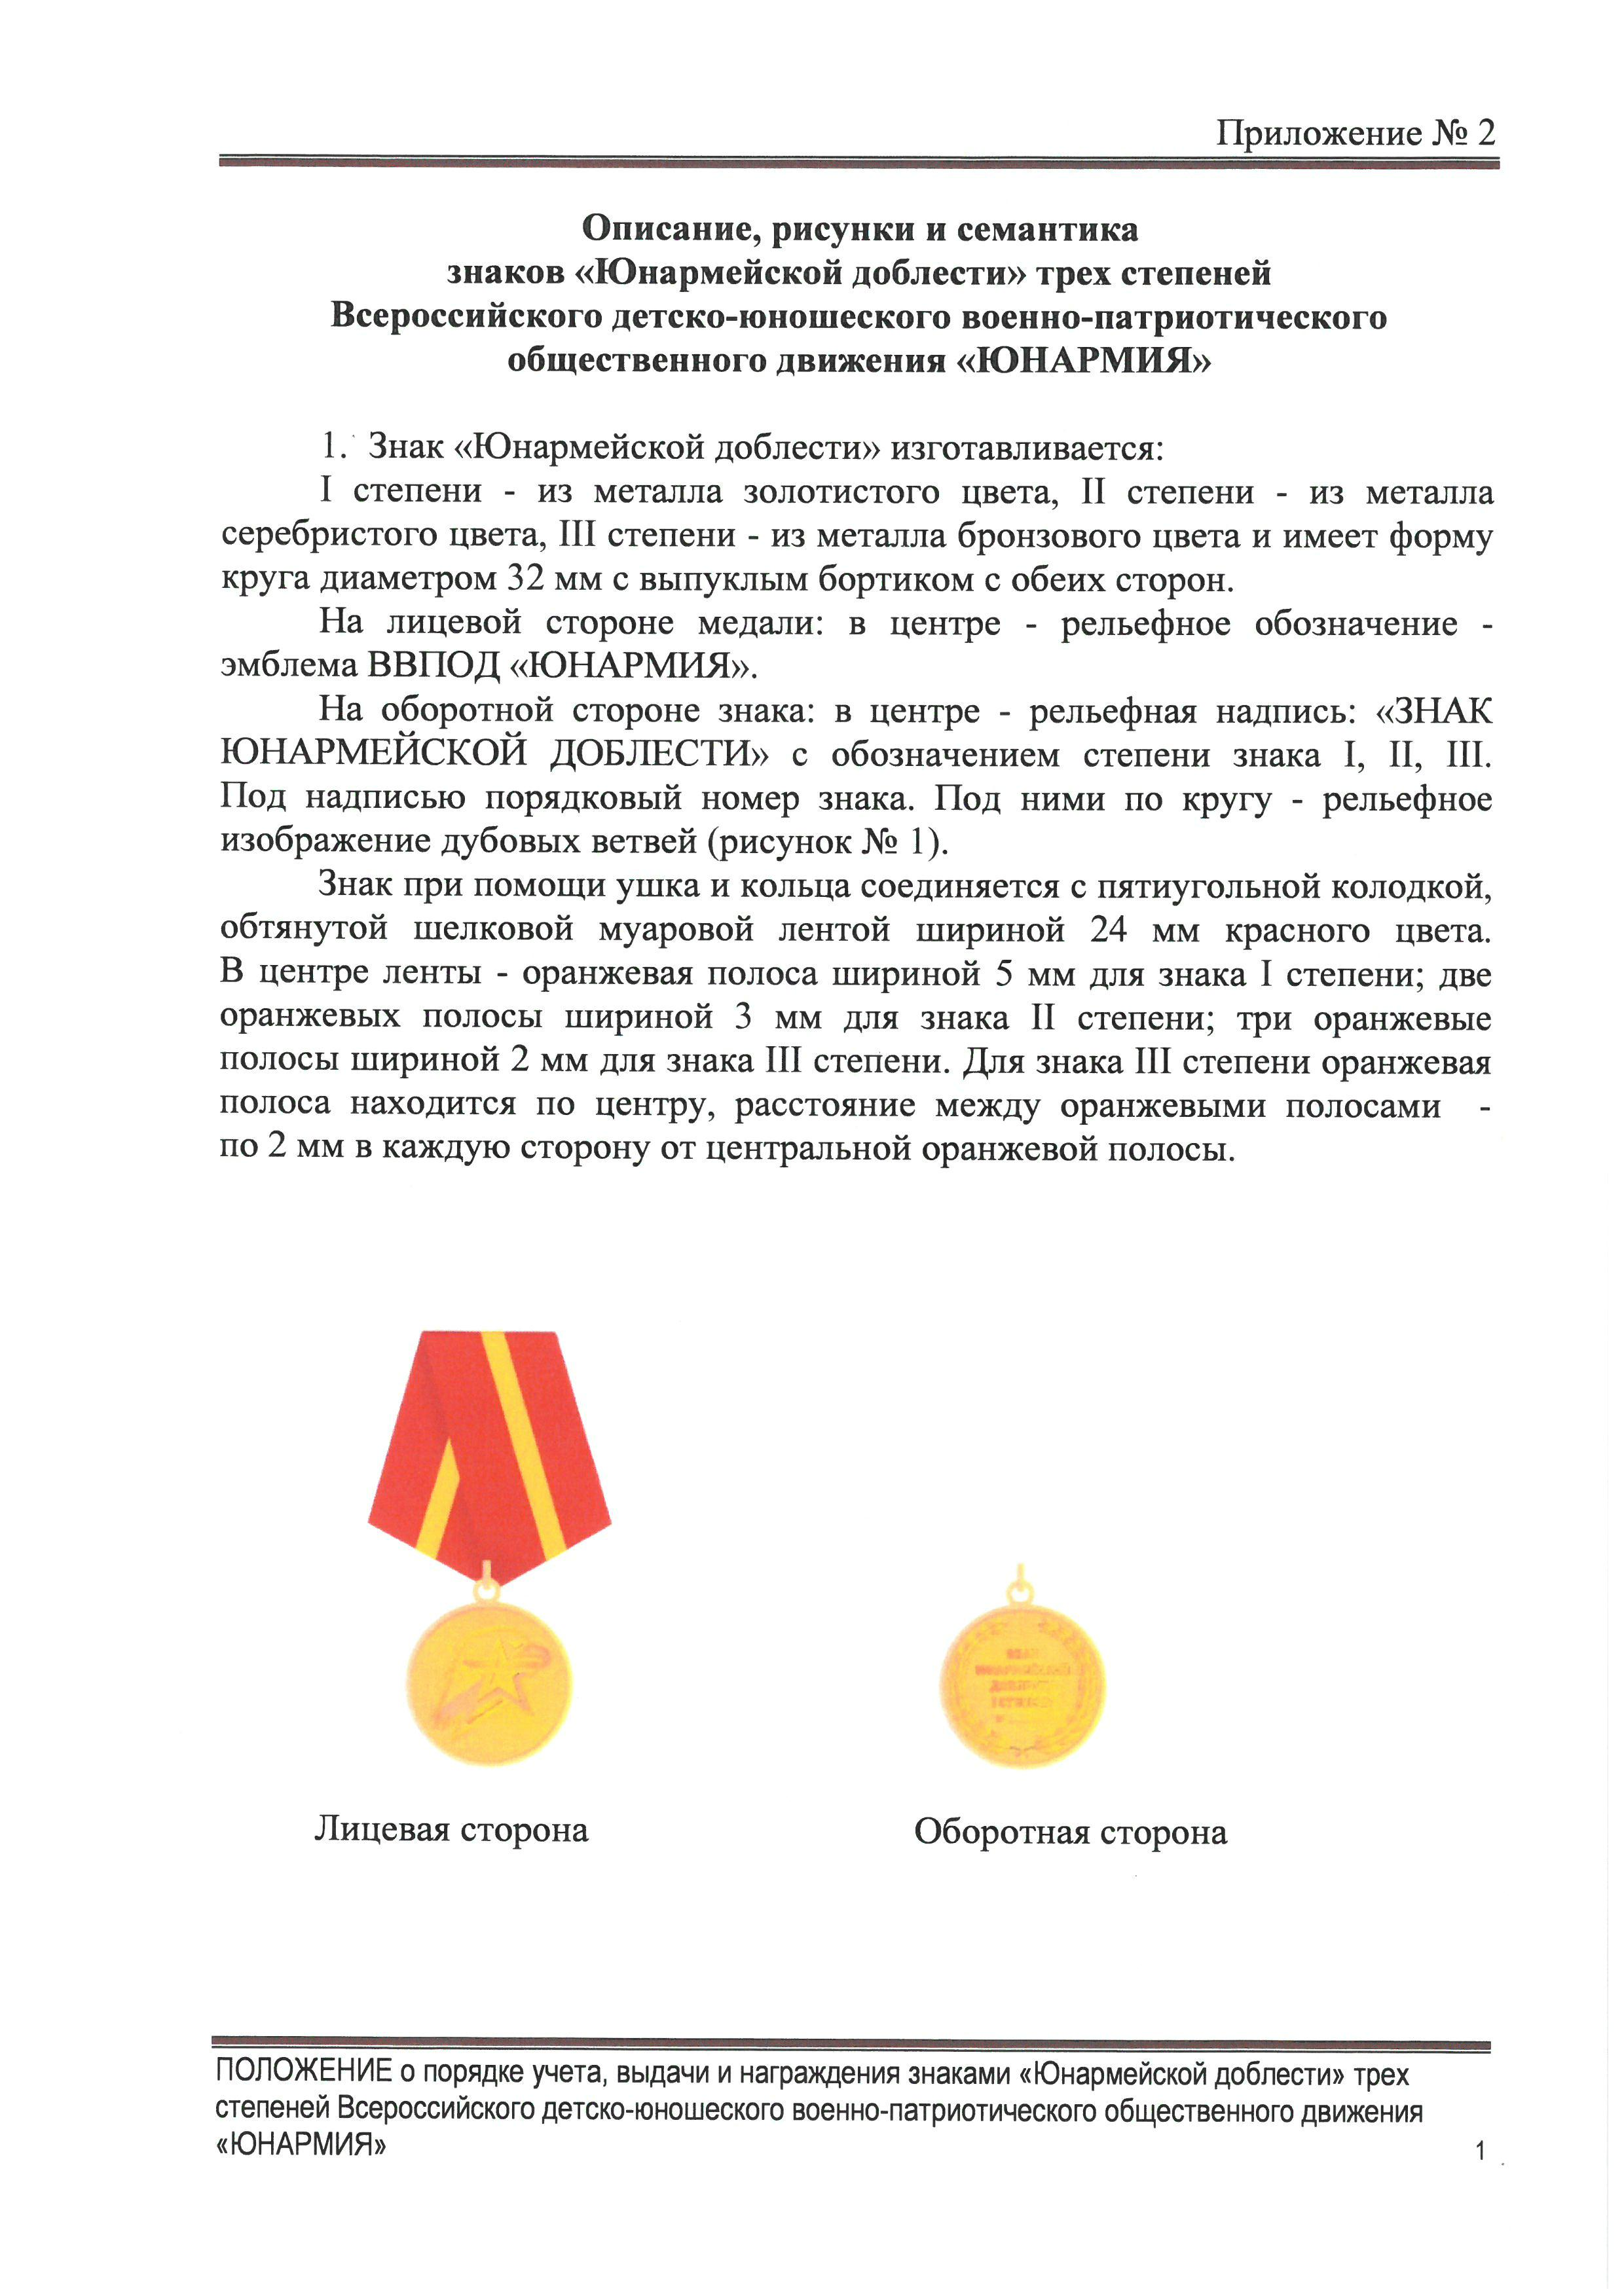 Приложение № 2
Описание, рисунки и семантика
знаков «Юнармейской доблести» трех степеней
Всероссийского детско-юношеского военно-патриотического
общественного движения «ЮНАРМИЯ»
1. Знак «Юнармейской доблести» изготавливается:
I степени - из металла золотистого цвета, II степени - из металла
серебристого цвета, III степени - из металла бронзового цвета и имеет форму
круга диаметром 32 мм с выпуклым бортиком с обеих сторон.
На лицевой стороне медали: в центре - рельефное обозначение -
эмблема ВВПОД «ЮНАРМИЯ».
На оборотной стороне знака: в центре - рельефная надпись: «ЗНАК
ЮНАРМЕЙСКОЙ ДОБЛЕСТИ» с обозначением степени знака I, II, III.
Под надписью порядковый номер знака. Под ними по кругу - рельефное
изображение дубовых ветвей (рисунок № 1).
Знак при помощи ушка и кольца соединяется с пятиугольной колодкой,
обтянутой шелковой муаровой лентой шириной 24 мм красного цвета.
В центре ленты - оранжевая полоса шириной 5 мм для знака I степени; две
оранжевых полосы шириной 3 мм для знака II степени; три оранжевые
полосы шириной 2 мм для знака III степени. Для знака III степени оранжевая
полоса находится по центру, расстояние между оранжевыми полосами -
по 2 мм в каждую сторону от центральной оранжевой полосы.
Лицевая сторона
Оборотная сторона
ПОЛОЖЕНИЕ о порядке учета, выдачи и награждения знаками «Юнармейской доблести» трех
степеней Всероссийского детско-юношеского военно-патриотического общественного движения
«ЮНАРМИЯ»
1